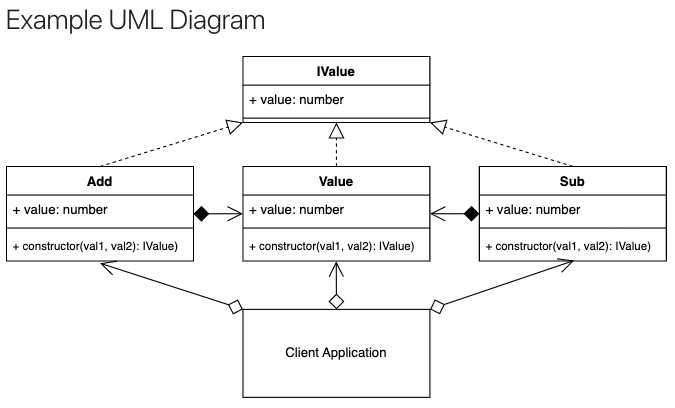 Example UML Diagram
IValue
+ value: number
Add
+ value: number
+ constructor(val1, val2): IValue)
Value
+ value: number
+ constructor(val1, val2): IValue)
Sub
+ value: number
+ constructor(val1, val2): IValue)
Client Application